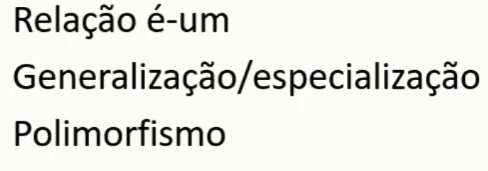 Relação é-um
Generalização/especialização
Polimorfismo